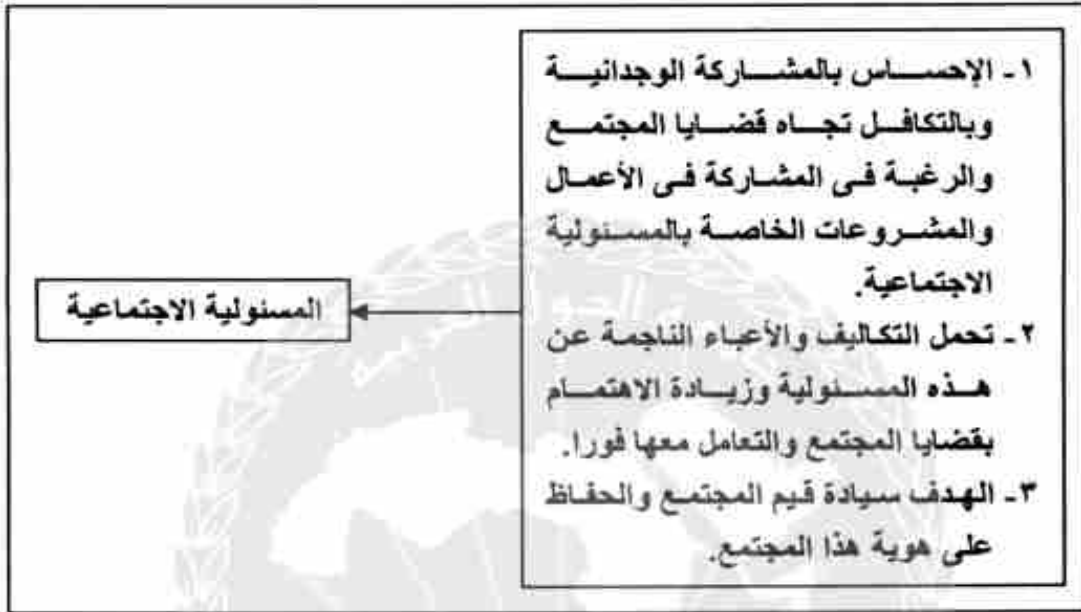 ١- الإحساس بالمشاركة الوجدانية
وبالتكافل تجاه قضايا المجتمع
والرغبة فى المشاركة فى الأعمال
والمشروعات الخاصة بالمسئولية
الاجتماعية.
٢- تحمل التكاليف والأعباء الناجمة عن
هذه المسئولية وزيادة الاهتمام
بقضايا المجتمع والتعامل معها فورا.
٣- الهدف سيادة قيم المجتمع والحفاظ
على هوية هذا المجتمع.
المسئولية الاجتماعية